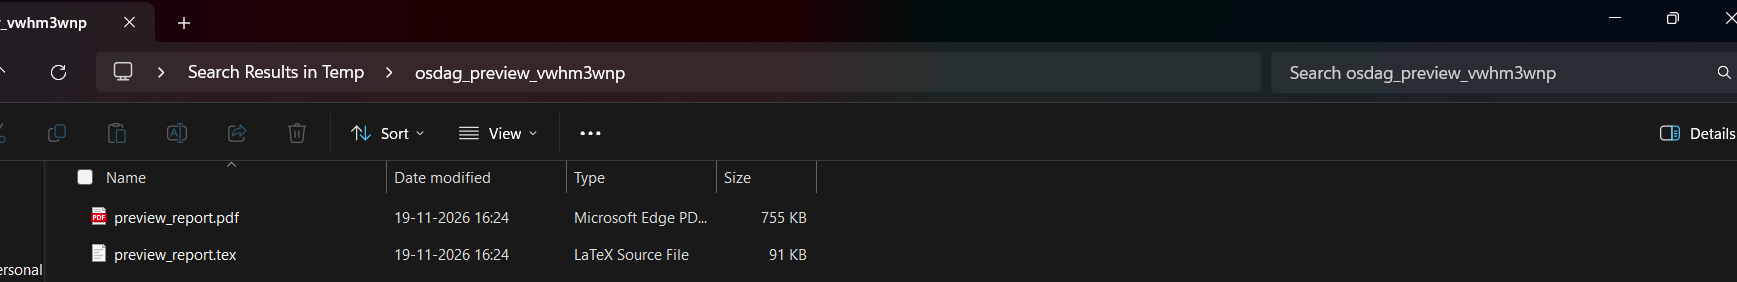 _vwhm3wnp
Search Results in Temp > osdag_preview_vwhm3wnp
Search osdag_preview_vwhm3wnp
Sort
View
Details
Name
Date modified
Type
Size
PDF
preview_report.pdf 19-11-2026 16:24 Microsoft Edge PD... 755 KB
preview_report.tex 19-11-2026 16:24 LaTeX Source File 91 KB
ersonal